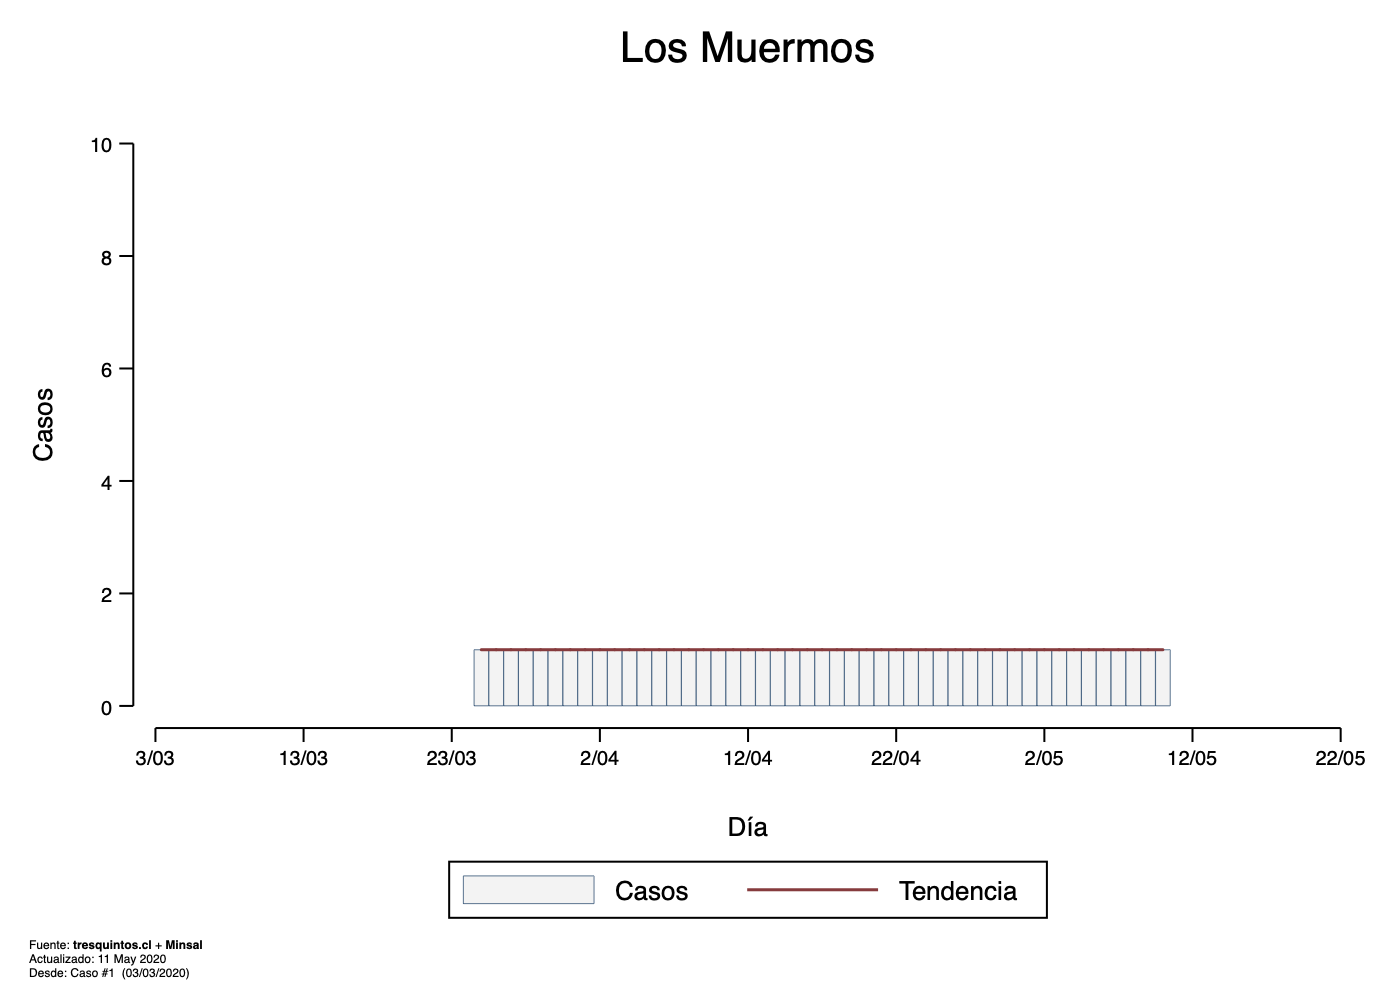 Los Muermos
10
8
6
4
2
0
Casos
3/03 13/03 23/03 2/04 12/04 22/04 2/05 12/05 22/05
Día
Casos Tendencia
Fuente: tresquintos.cl + Minsal
Actualizado: 11 May 2020
Desde: Caso #1 (03/03/2020)